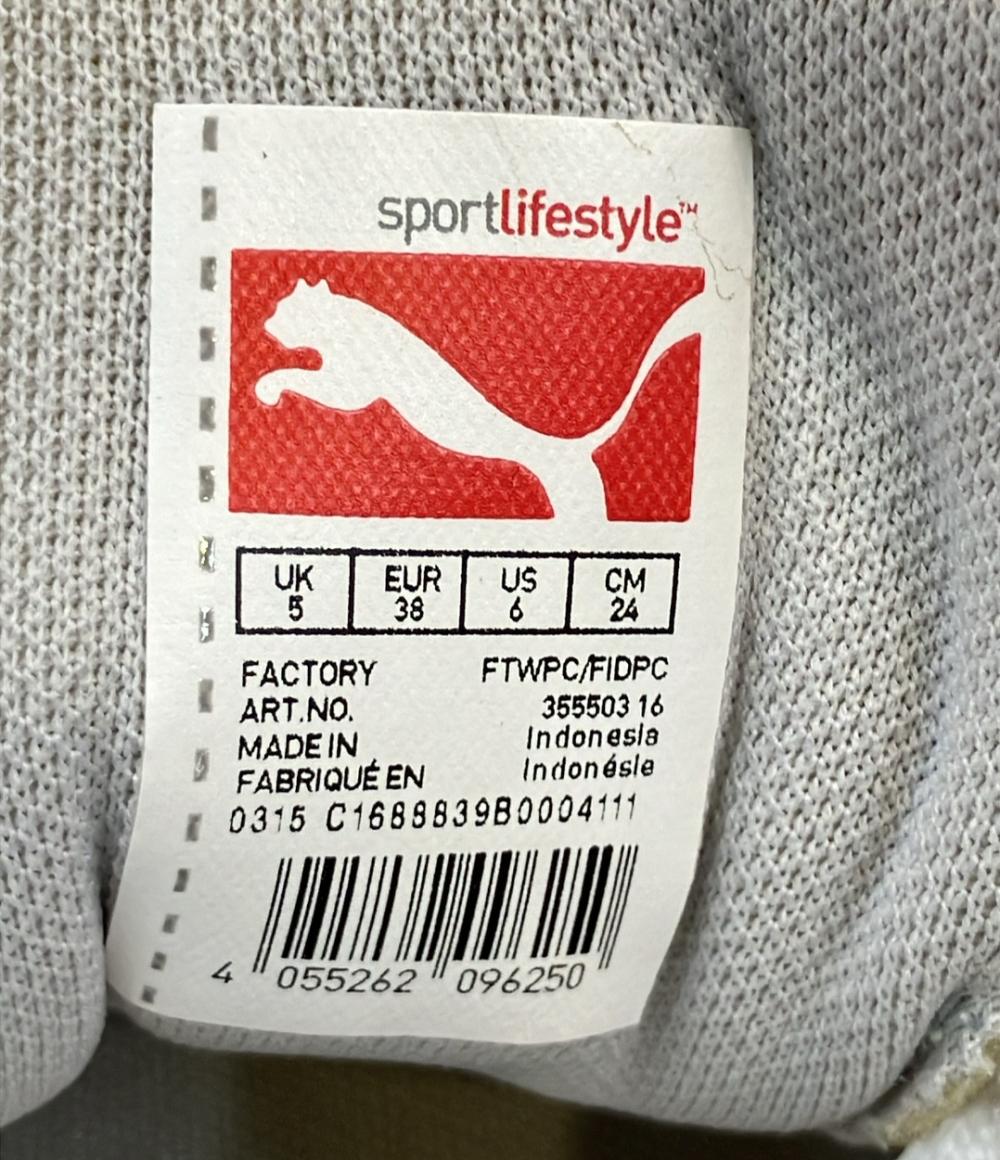 sportlifestyle™
UK EUR US CM
5 38 6 24
FACTORY FTWPC/FIDPC
ART.NO. 355503 16
MADE IN Indonesia
FABRIQUÉ EN Indonésie
0315 C1688839B0004111
4 055262 096250